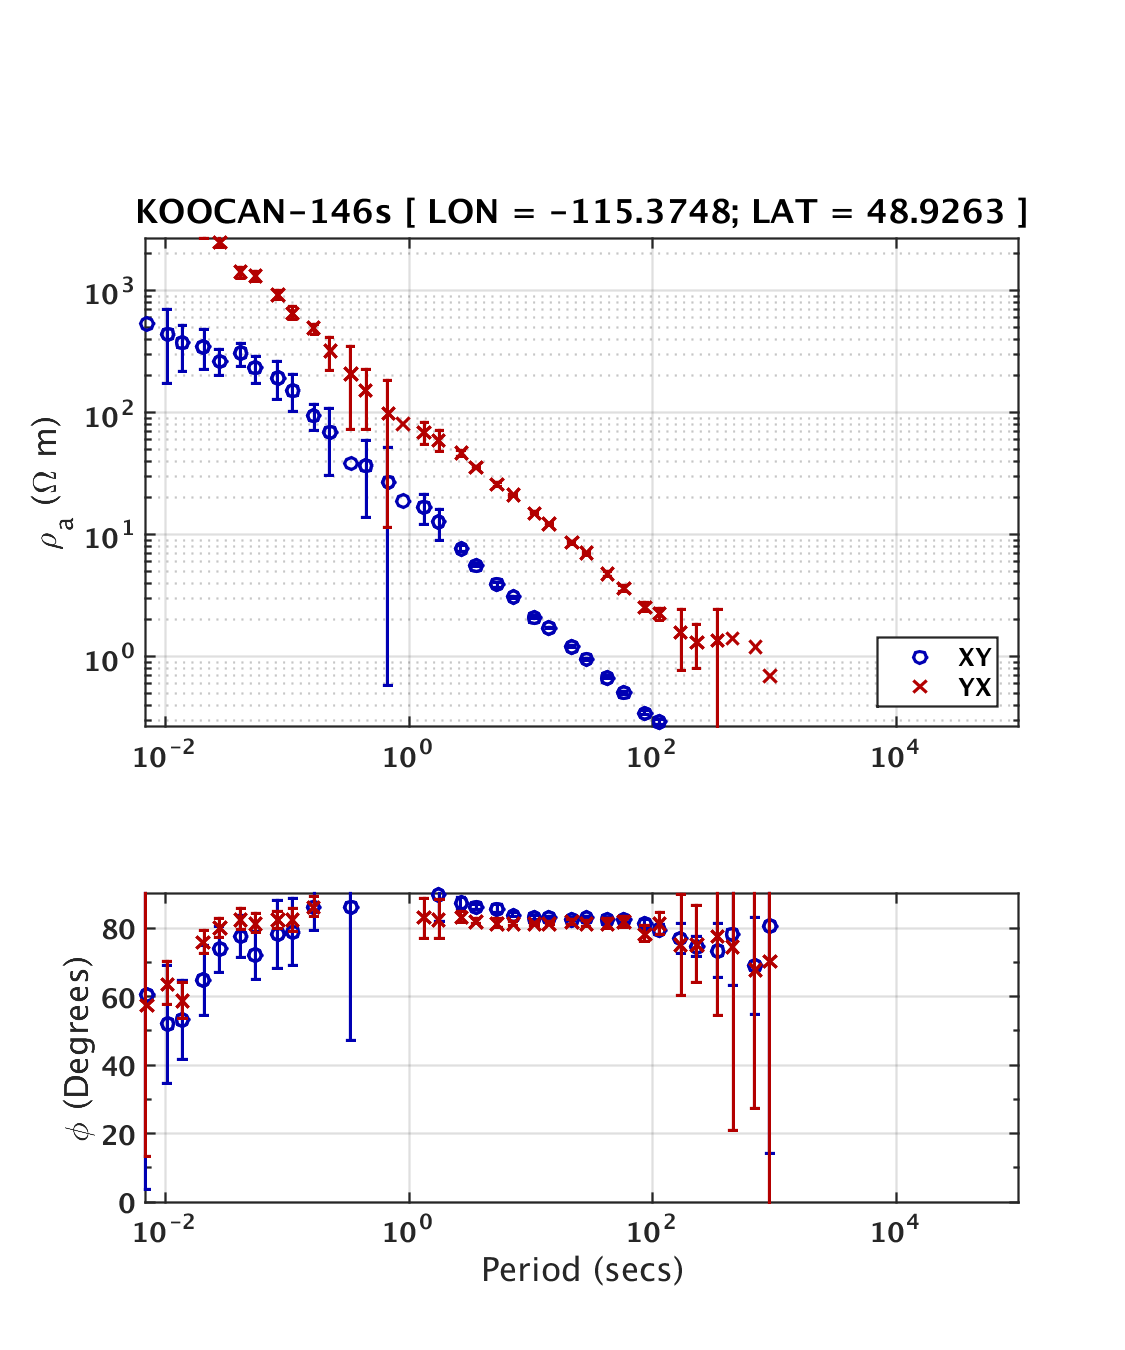 KOOCAN-146s [ LON = -115.3748; LAT = 48.9263 ]
10³
10²
10¹
10⁰
ρₐ (Ω m)
XY
YX
10⁻² 10⁰ 10² 10⁴
80
60
40
20
0
ϕ (Degrees)
10⁻² 10⁰ 10² 10⁴
Period (secs)